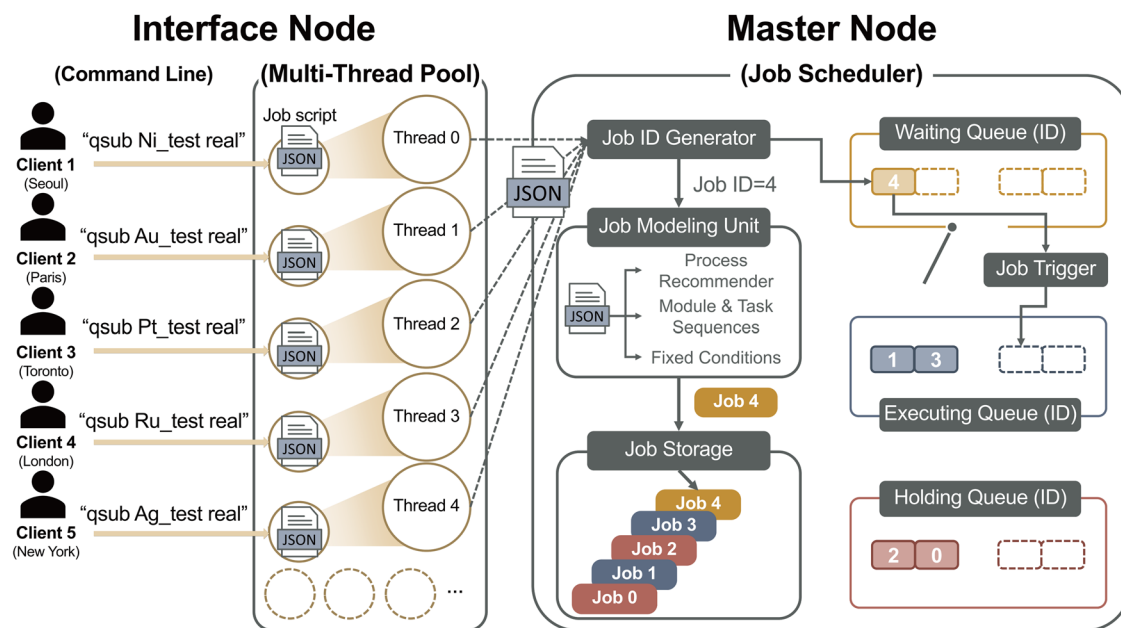 Interface Node
Master Node
(Command Line)
(Multi-Thread Pool)
(Job Scheduler)
Job script
Client 1
(Seoul)
“qsub Ni_test real”
JSON
Thread 0
Client 2
(Paris)
“qsub Au_test real”
JSON
Thread 1
Client 3
(Toronto)
“qsub Pt_test real”
JSON
Thread 2
Client 4
(London)
“qsub Ru_test real”
JSON
Thread 3
Client 5
(New York)
“qsub Ag_test real”
JSON
Thread 4
...
JSON
Job ID Generator
Job ID=4
Job Modeling Unit
JSON
Process
Recommender
Module & Task
Sequences
Fixed Conditions
Job 4
Job Storage
Job 4
Job 3
Job 2
Job 1
Job 0
Waiting Queue (ID)
4
Job Trigger
1 3
Executing Queue (ID)
Holding Queue (ID)
2 0